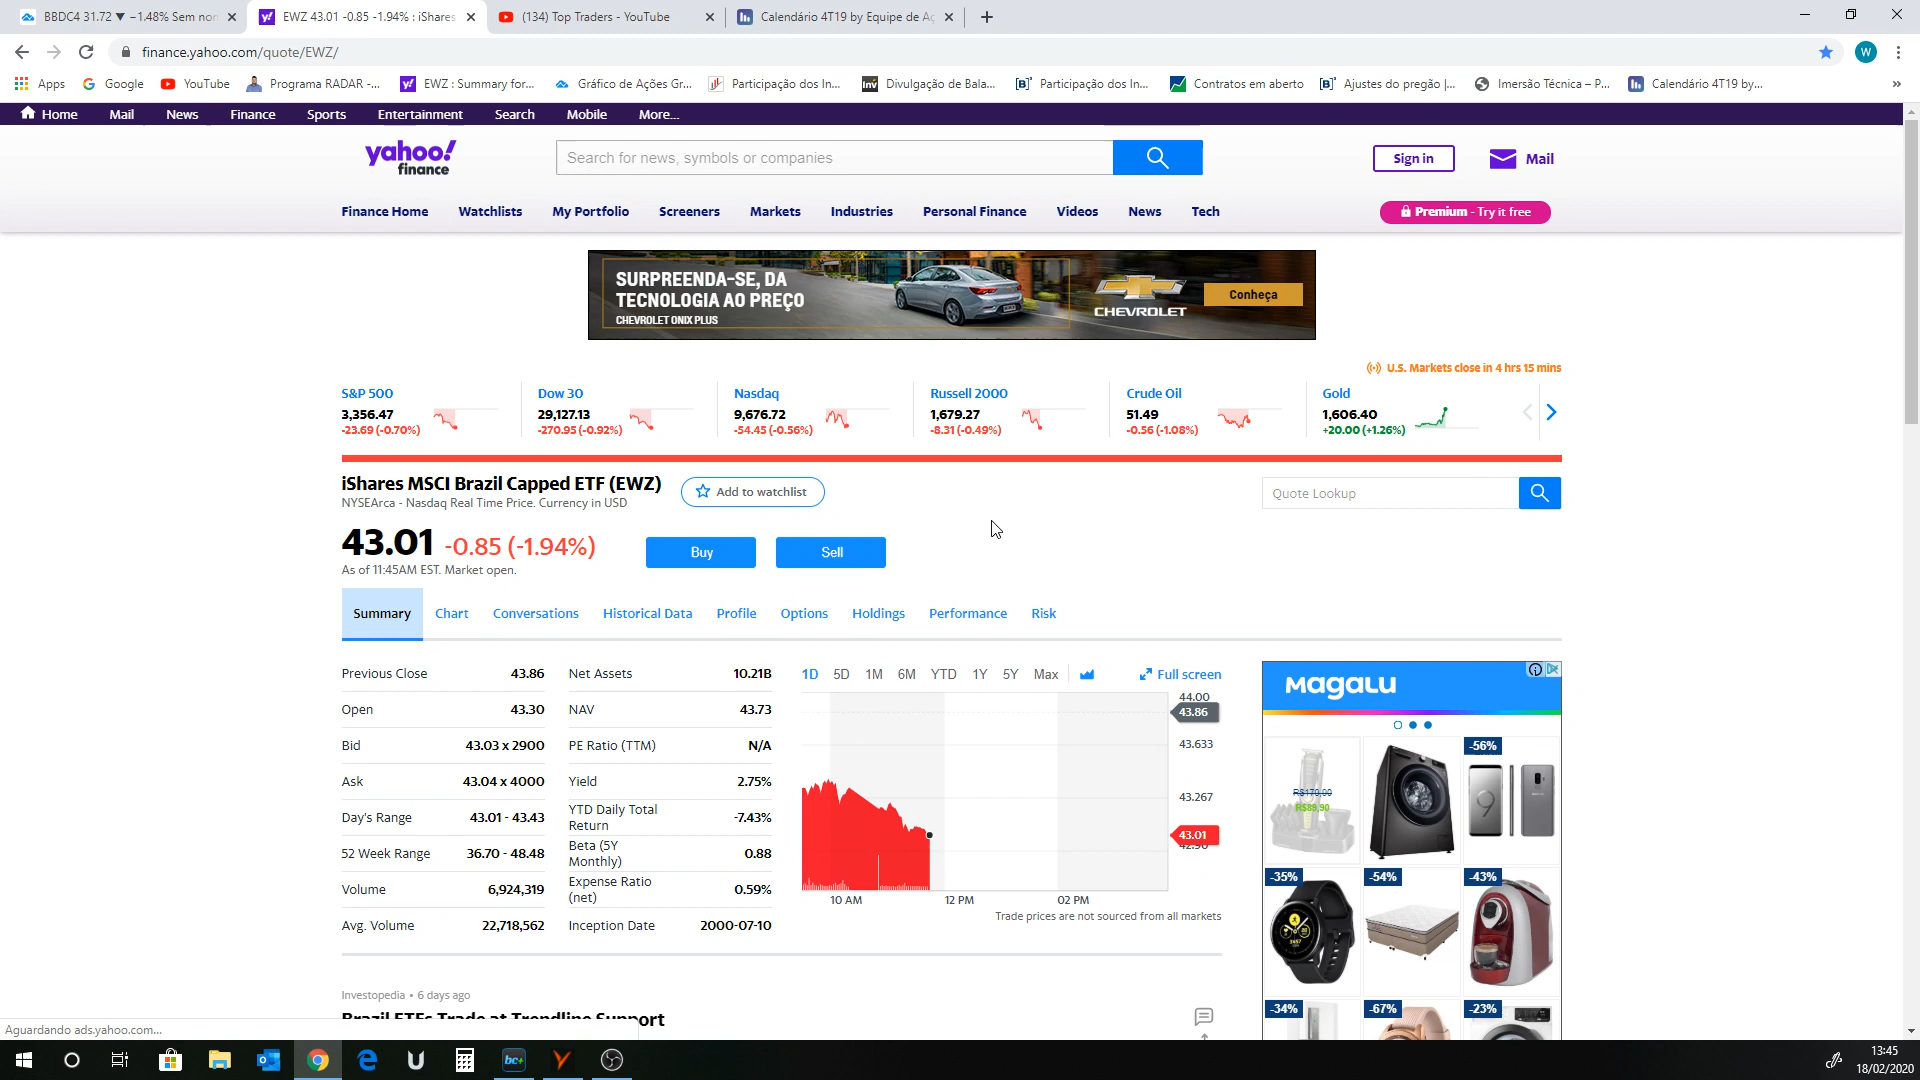 BBDC4 31.72 ▼ −1.48% Sem nom
EWZ 43.01 -0.85 -1.94% : iShares
(134) Top Traders - YouTube
Calendário 4T19 by Equipe de Aç
finance.yahoo.com/quote/EWZ/
W
Apps
Google
YouTube
Programa RADAR -...
EWZ : Summary for...
Gráfico de Ações Gr...
Participação dos In...
Divulgação de Bala...
Participação dos In...
Contratos em aberto
Ajustes do pregão |...
Imersão Técnica – P...
Calendário 4T19 by...
Home Mail News Finance Sports Entertainment Search Mobile More...
yahoo!
finance
Search for news, symbols or companies
Sign in
Mail
Finance Home Watchlists My Portfolio Screeners Markets Industries Personal Finance Videos News Tech
Premium - Try it free
SURPREENDA-SE, DA
TECNOLOGIA AO PREÇO
CHEVROLET ONIX PLUS
CHEVROLET
Conheça
U.S. Markets close in 4 hrs 15 mins
S&P 500
3,356.47
-23.69 (-0.70%)
Dow 30
29,127.13
-270.95 (-0.92%)
Nasdaq
9,676.72
-54.45 (-0.56%)
Russell 2000
1,679.27
-8.31 (-0.49%)
Crude Oil
51.49
-0.56 (-1.08%)
Gold
1,606.40
+20.00 (+1.26%)
iShares MSCI Brazil Capped ETF (EWZ)
NYSEArca - Nasdaq Real Time Price. Currency in USD
Add to watchlist
Quote Lookup
43.01 -0.85 (-1.94%)
As of 11:45AM EST. Market open.
Buy
Sell
Summary Chart Conversations Historical Data Profile Options Holdings Performance Risk
Previous Close 43.86
Open 43.30
Bid 43.03 x 2900
Ask 43.04 x 4000
Day's Range 43.01 - 43.43
52 Week Range 36.70 - 48.48
Volume 6,924,319
Avg. Volume 22,718,562
Net Assets 10.21B
NAV 43.73
PE Ratio (TTM) N/A
Yield 2.75%
YTD Daily Total
Return -7.43%
Beta (5Y
Monthly) 0.88
Expense Ratio
(net) 0.59%
Inception Date 2000-07-10
1D 5D 1M 6M YTD 1Y 5Y Max
Full screen
44.00
43.86
43.633
43.267
43.01
10 AM 12 PM 02 PM
Trade prices are not sourced from all markets
MAGALU
R$179,90
R$89,90
-56%
-35%
-54%
-43%
-34%
-67%
-23%
Investopedia • 6 days ago
Brazil ETFs Trade at Trendline Support
Aguardando ads.yahoo.com...
bc+
13:45
18/02/2020